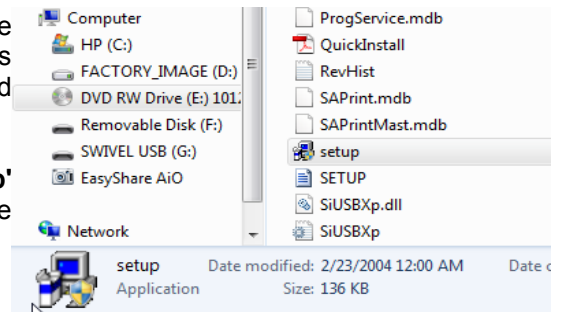 e
s
d
p'
e
Computer
HP (C:)
FACTORY_IMAGE (D:)
DVD RW Drive (E:) 1012
Removable Disk (F:)
SWIVEL USB (G:)
EasyShare AiO
Network
ProgService.mdb
QuickInstall
RevHist
SAPrint.mdb
SAPrintMast.mdb
setup
SETUP
SiUSBXp.dll
SiUSBXp
setup Date modified: 2/23/2004 12:00 AM Date c
Application Size: 136 KB